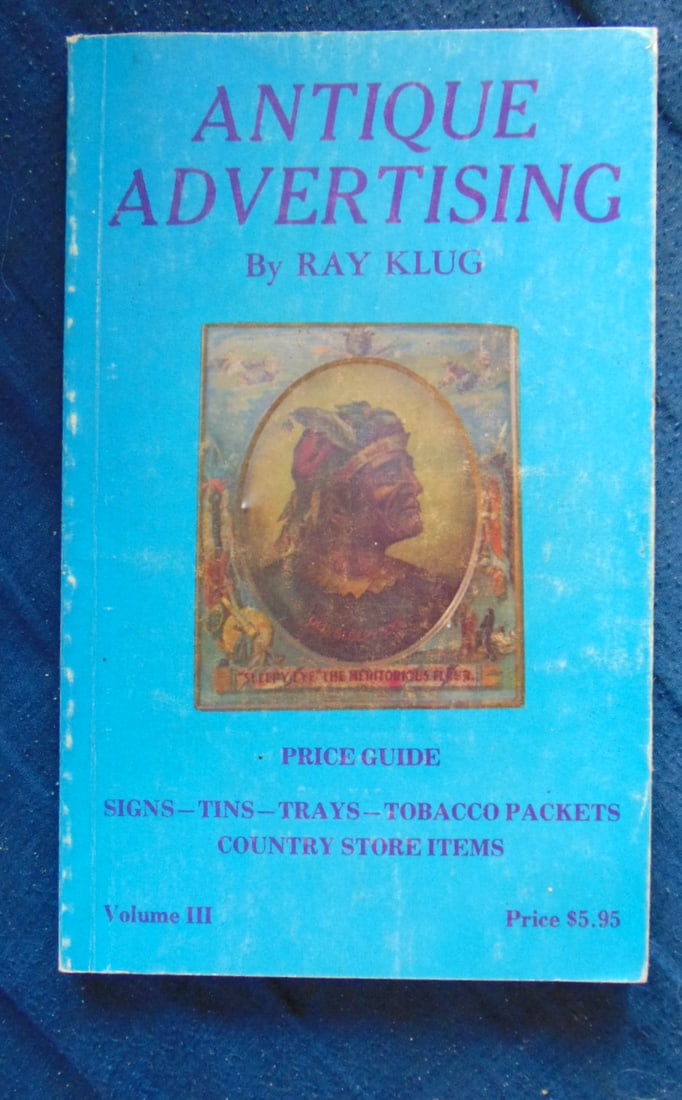 ANTIQUE
ADVERTISING
By RAY KLUG
"SLEEPY EYE" THE MERITORIOUS FLOUR.
PRICE GUIDE
SIGNS—TINS—TRAYS—TOBACCO PACKETS
COUNTRY STORE ITEMS
Volume III
Price $5.95